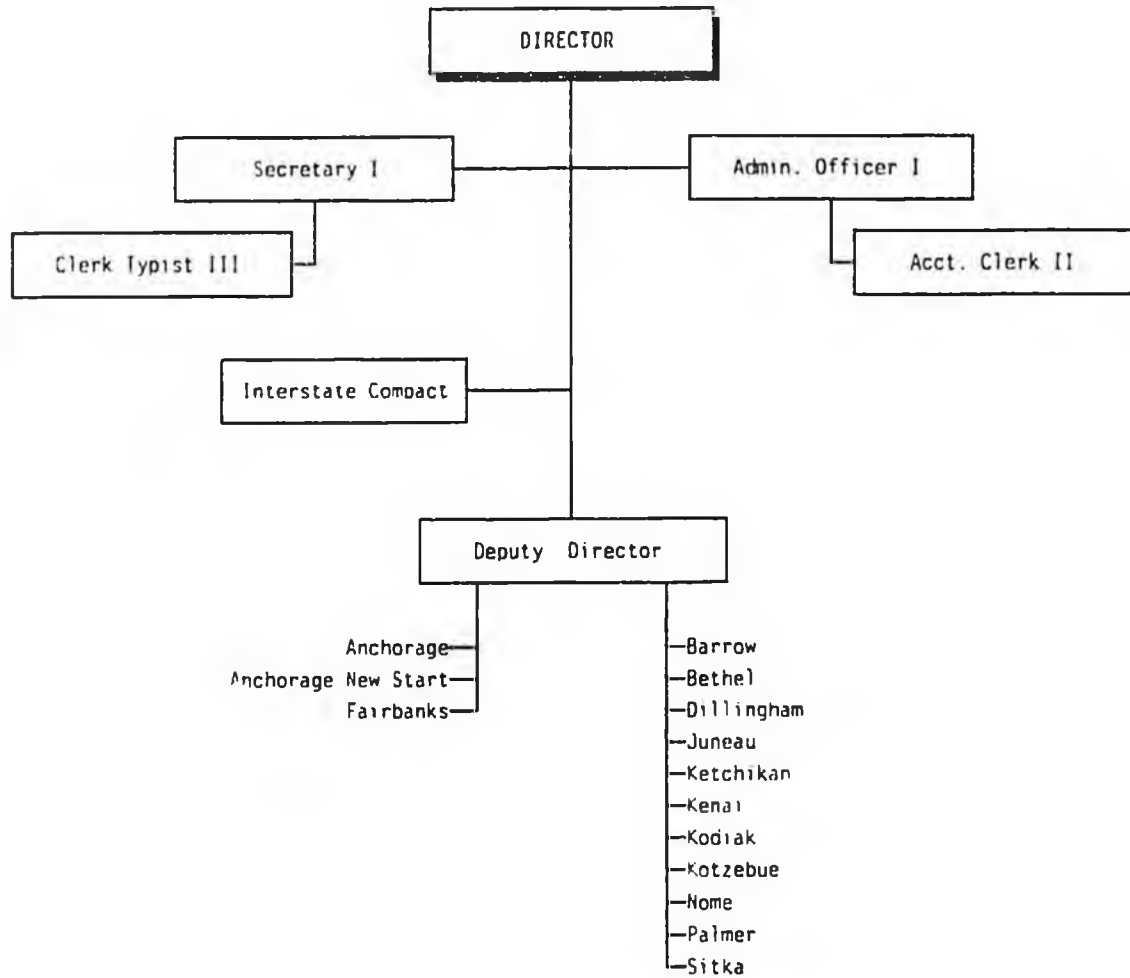 DIRECTOR
Secretary I
Admin. Officer I
Clerk Typist III
Acct. Clerk II
Interstate Compact
Deputy Director
Anchorage
Anchorage New Start
Fairbanks
Barrow
Bethel
Dillingham
Juneau
Ketchikan
Kenai
Kodiak
Kotzebue
Nome
Palmer
Sitka